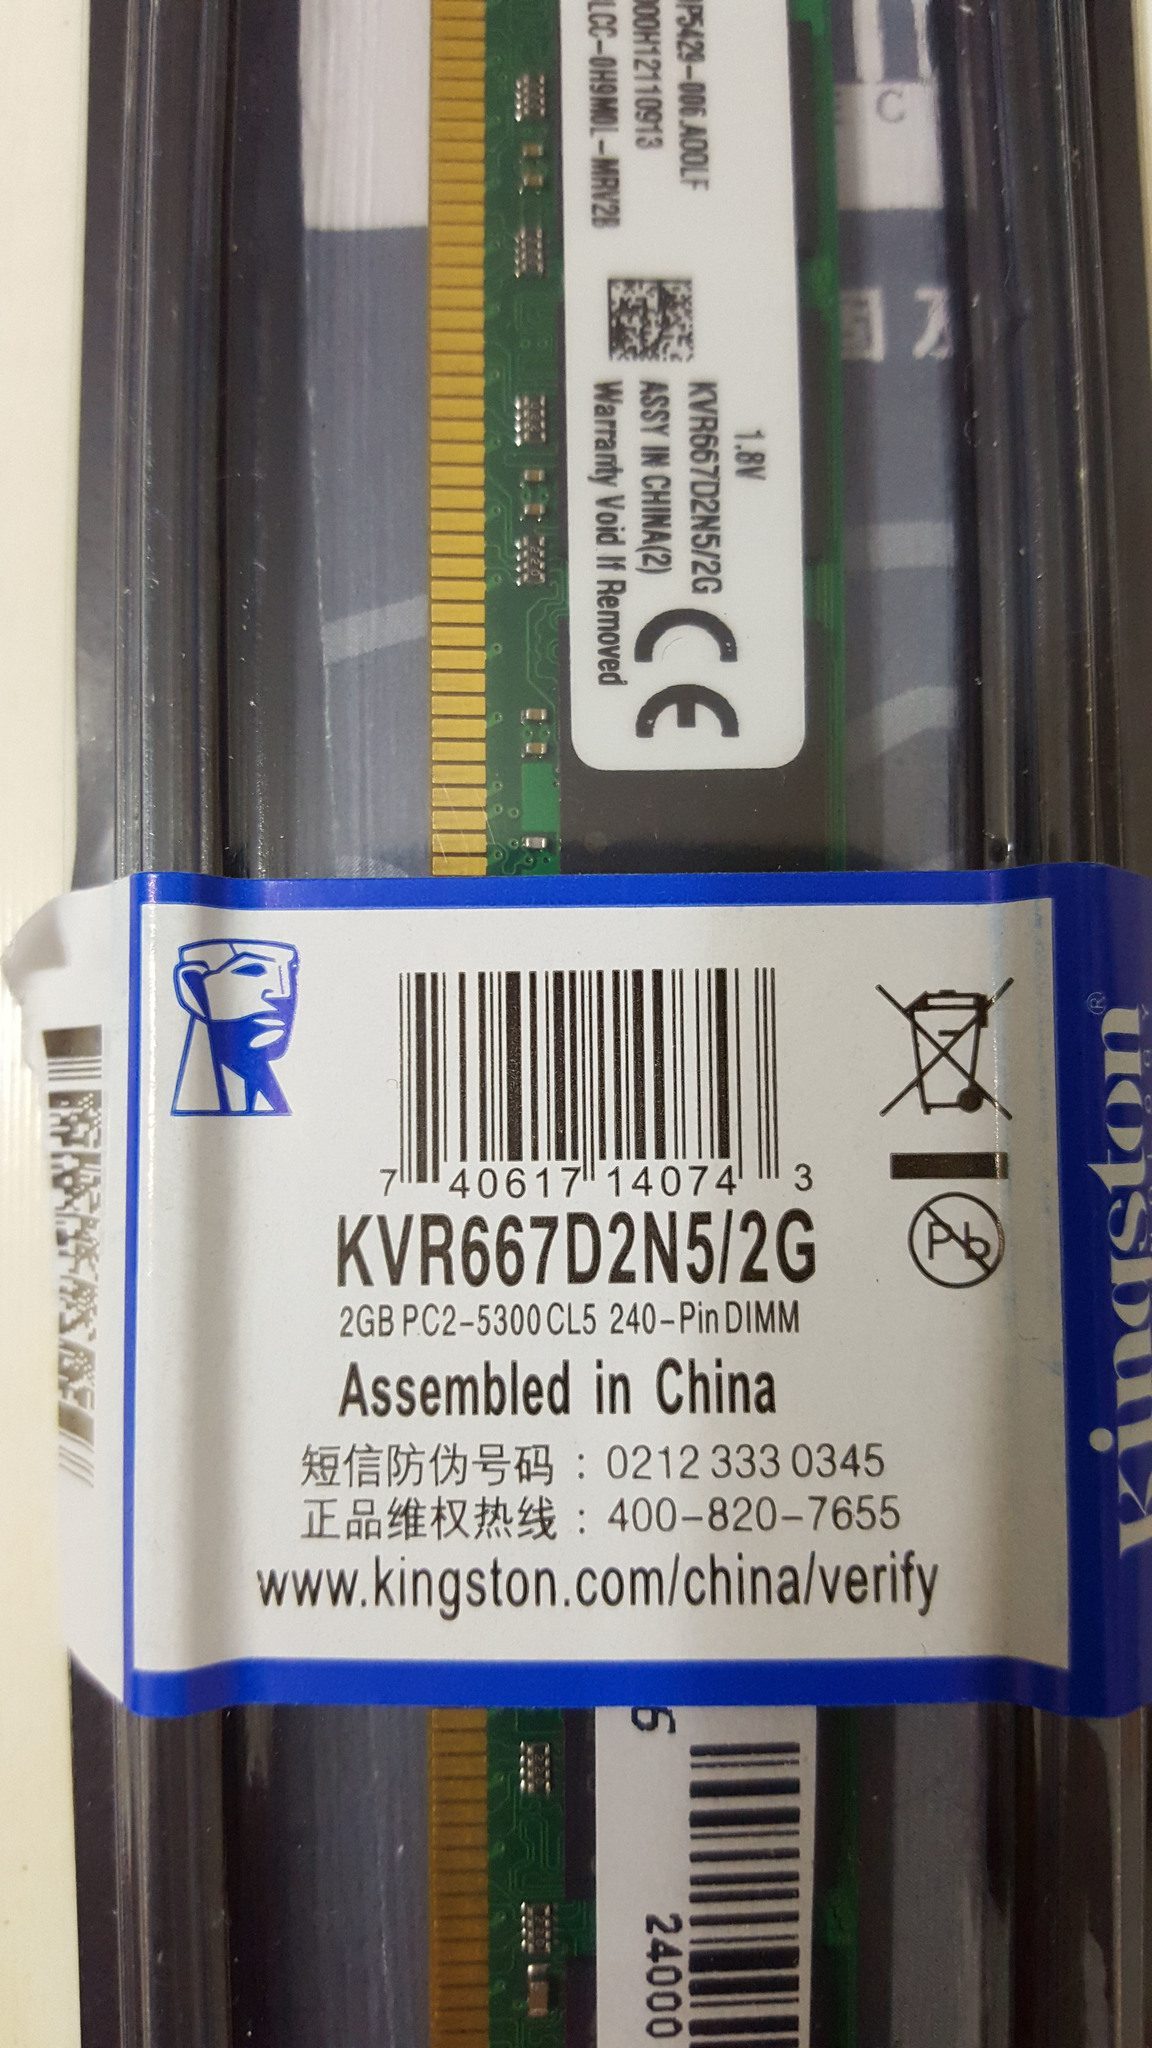 1.8V
KVR667D2N5/2G
ASSY IN CHINA(2)
Warranty Void If Removed
CE
7 40617 14074 3
KVR667D2N5/2G
2GB PC2-5300 CL5 240-Pin DIMM
Assembled in China
短信防伪号码 : 0212 333 0345
正品维权热线 : 400-820-7655
www.kingston.com/china/verify
Pb
Kingston®
24000